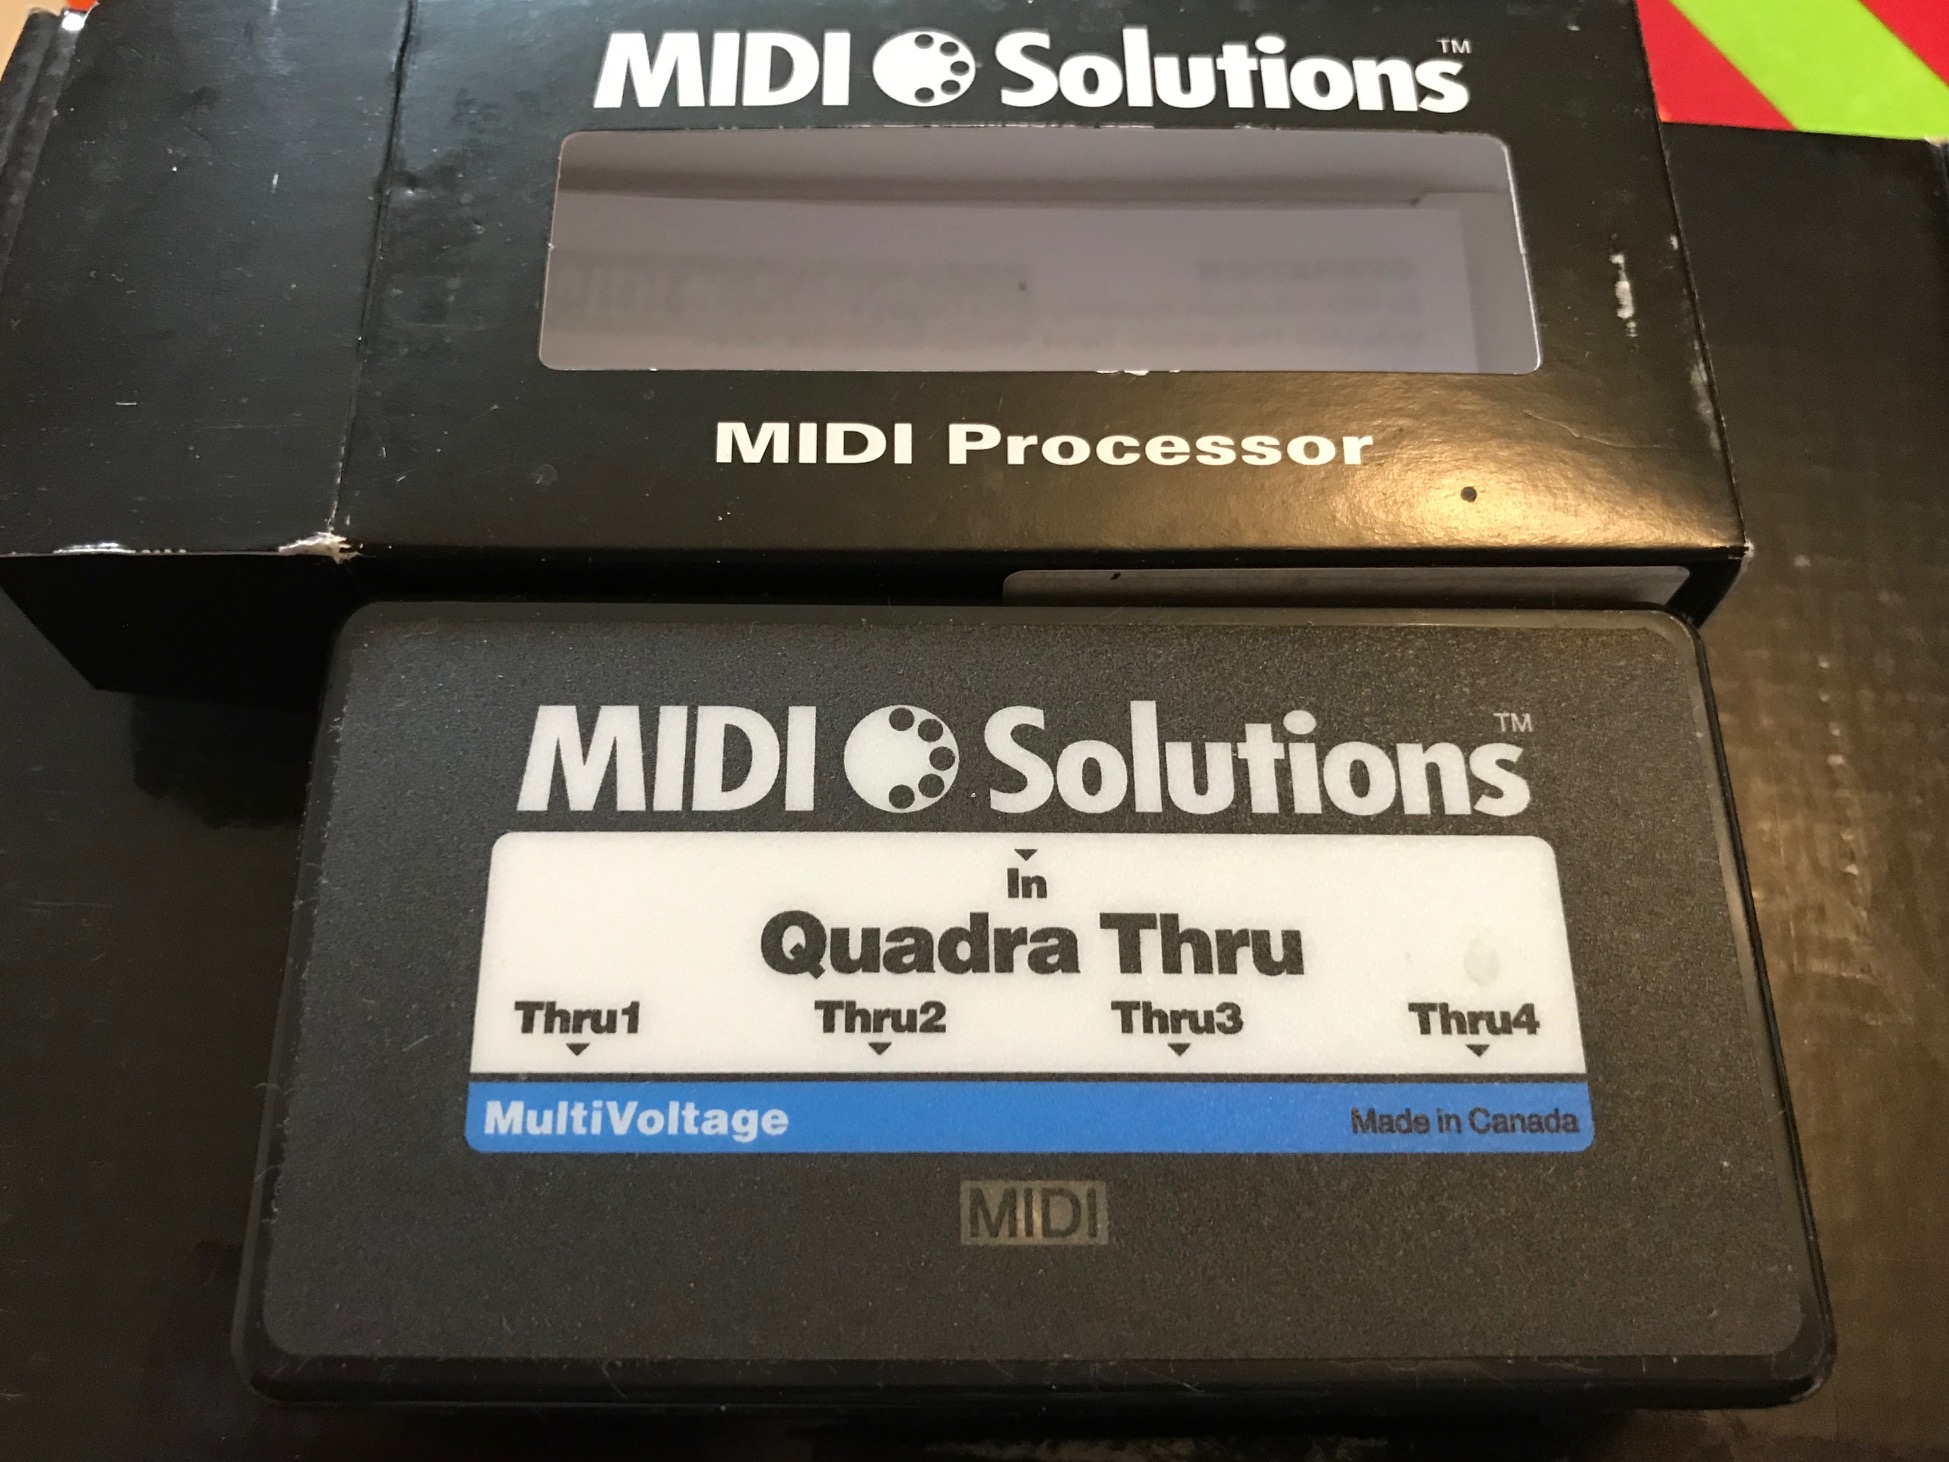 MIDI Solutions™
MIDI Processor
MIDI Solutions™
In
Quadra Thru
Thru1 Thru2 Thru3 Thru4
MultiVoltage Made in Canada
MIDI